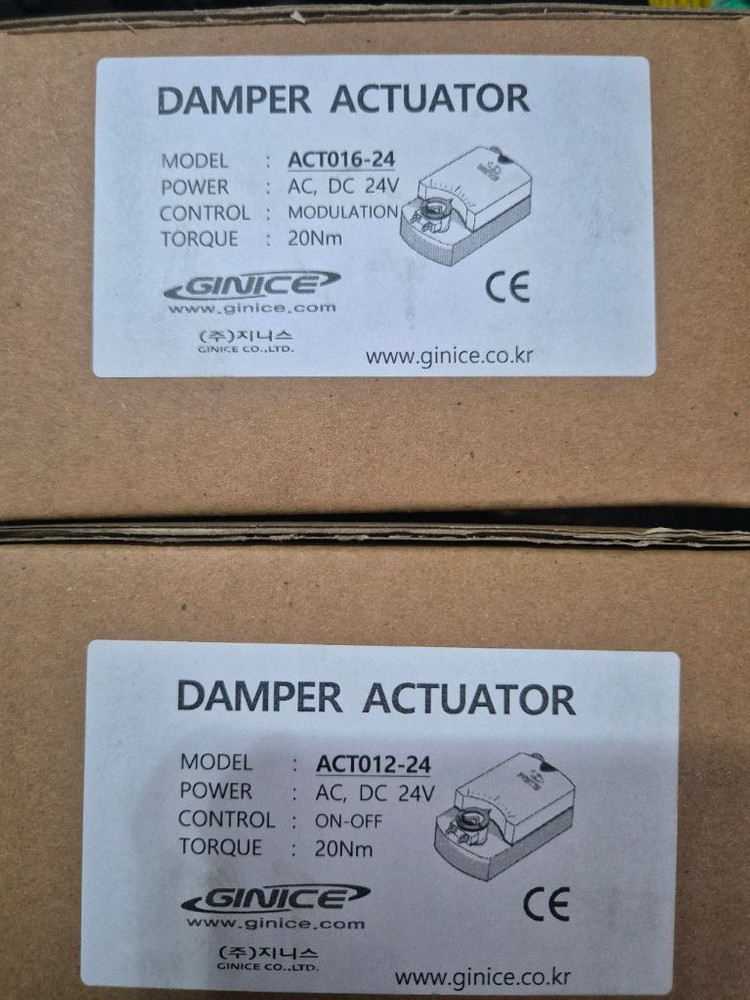 DAMPER ACTUATOR
MODEL : ACT016-24
POWER : AC, DC 24V
CONTROL : MODULATION
TORQUE : 20Nm
GINICE
www.ginice.com
CE
(주)지니스
GINICE CO.,LTD.
www.ginice.co.kr
DAMPER ACTUATOR
MODEL : ACT012-24
POWER : AC, DC 24V
CONTROL : ON-OFF
TORQUE : 20Nm
GINICE
www.ginice.com
CE
(주)지니스
GINICE CO.,LTD.
www.ginice.co.kr